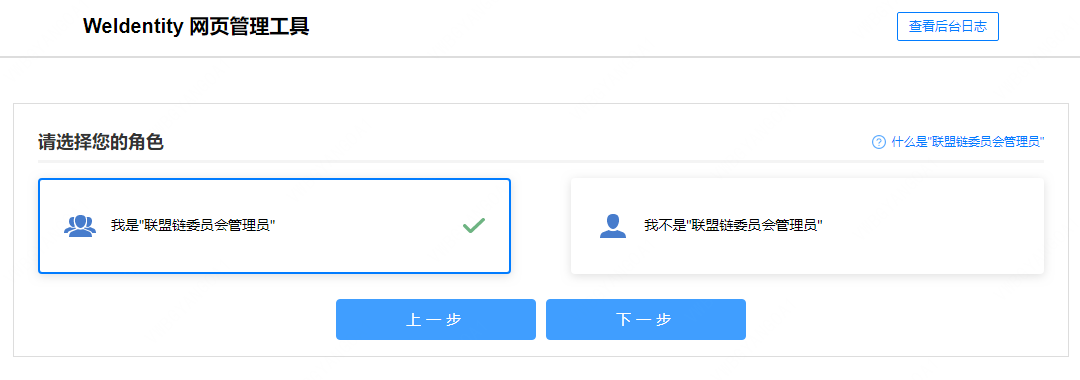 WeIdentity 网页管理工具
查看后台日志
请选择您的角色
什么是"联盟链委员会管理员"
我是"联盟链委员会管理员"
我不是"联盟链委员会管理员"
上一步
下一步